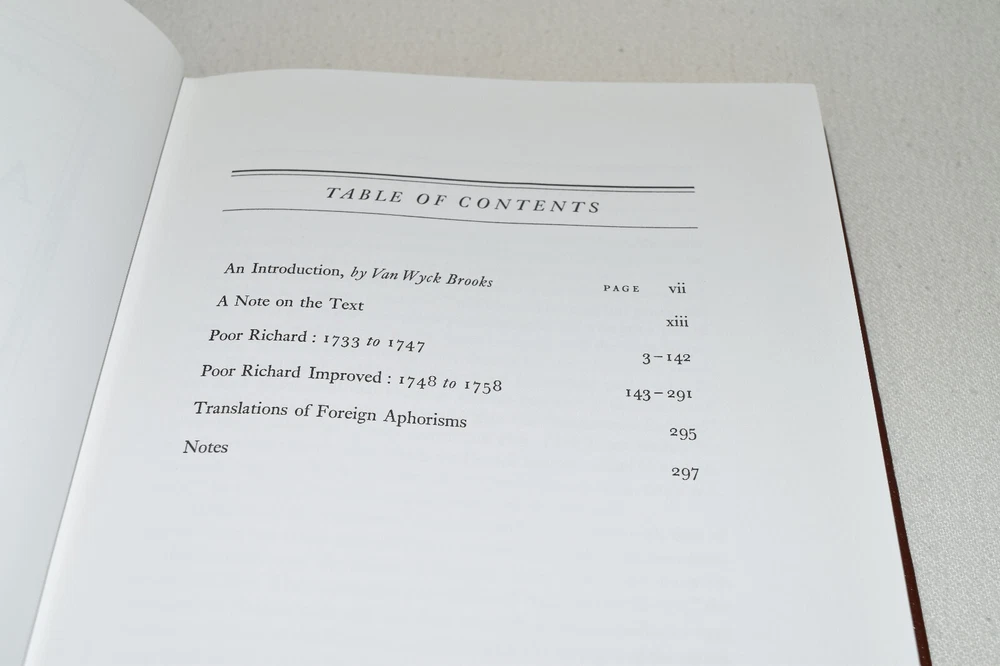 TABLE OF CONTENTS
An Introduction, by Van Wyck Brooks PAGE vii
A Note on the Text xiii
Poor Richard : 1733 to 1747 3–142
Poor Richard Improved : 1748 to 1758 143–291
Translations of Foreign Aphorisms 295
Notes 297